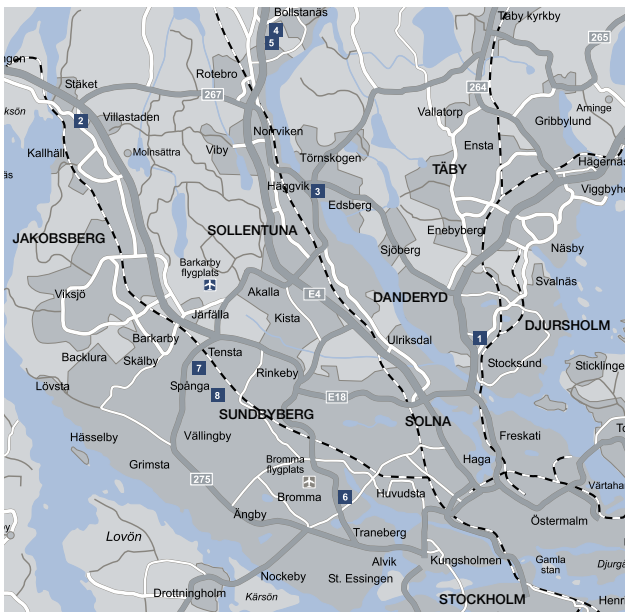 Bollstanäs
4
5
Täby kyrkby
265
Rotebro
Stäket
264
267
Aminge
2
Villastaden
Vallatorp
Gribbylund
Norrviken
Ensta
Kallhäll
Molnsättra
Viby
Törnskogen
TÄBY
Häggvik
3
Edsberg
SOLLENTUNA
Enebyberg
JAKOBSBERG
Sjöberg
Näsby
Barkarby
flygplats
Svalnäs
Viksjö
Akalla
E4
DANDERYD
Järfälla
Kista
DJURSHOLM
Barkarby
Ulriksdal
1
Backlura
Skälby
Tensta
Stocksund
7
Rinkeby
Lövsta
Spånga
8
E18
SUNDBYBERG
SOLNA
Hässelby
Vällingby
Freskati
Grimsta
Bromma
flygplats
Haga
275
Bromma
6
Huvudsta
Ängby
Östermalm
Lovön
Traneberg
Alvik
Kungsholmen
Gamla
stan
Nockeby
St. Essingen
Drottningholm
Kärsön
STOCKHOLM